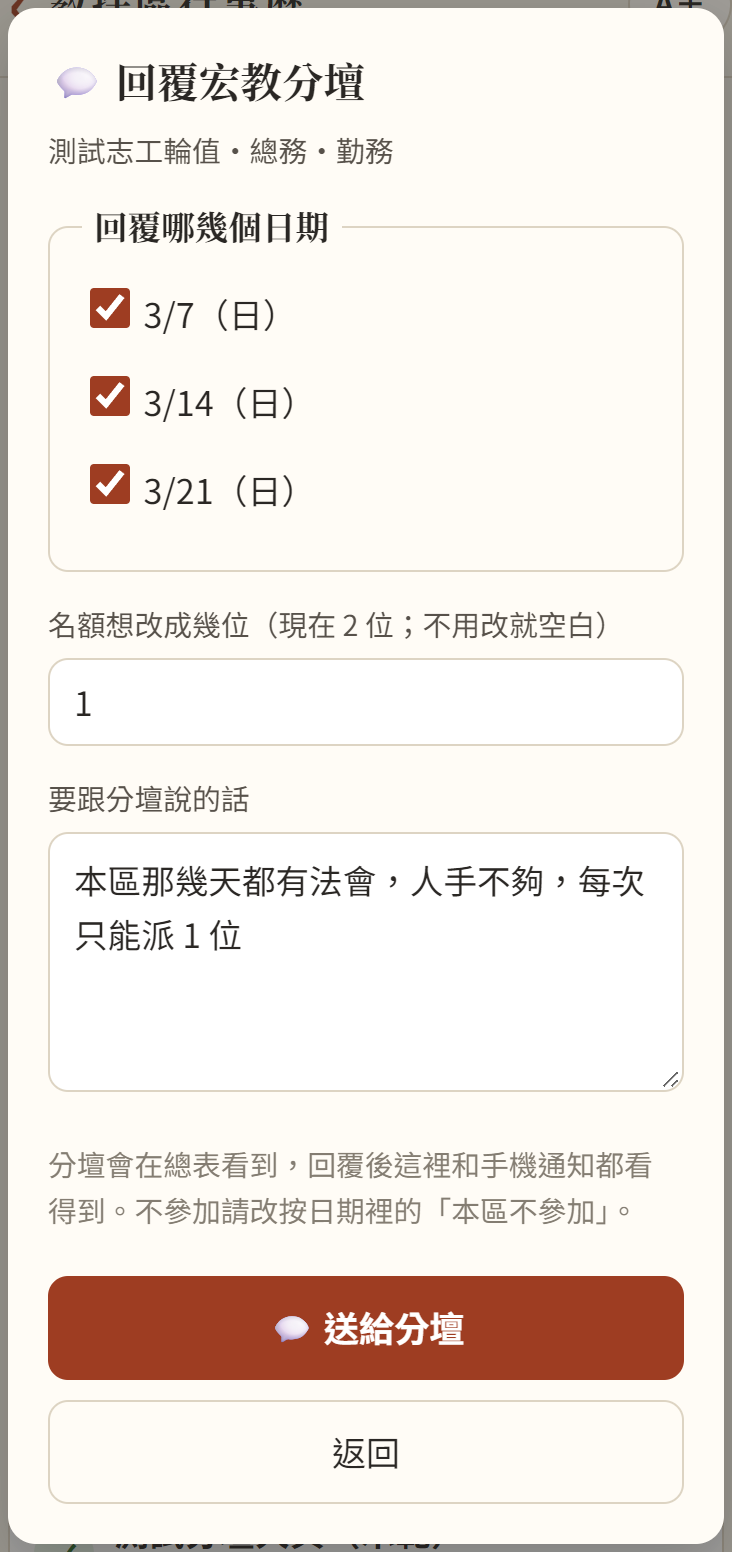 回覆宏教分壇
測試志工輪值・總務・勤務
回覆哪幾個日期
3/7（日）
3/14（日）
3/21（日）
名額想改成幾位（現在 2 位；不用改就空白）
1
要跟分壇說的話
本區那幾天都有法會，人手不夠，每次
只能派 1 位
分壇會在總表看到，回覆後這裡和手機通知都看
得到。不參加請改按日期裡的「本區不參加」。
送給分壇
返回